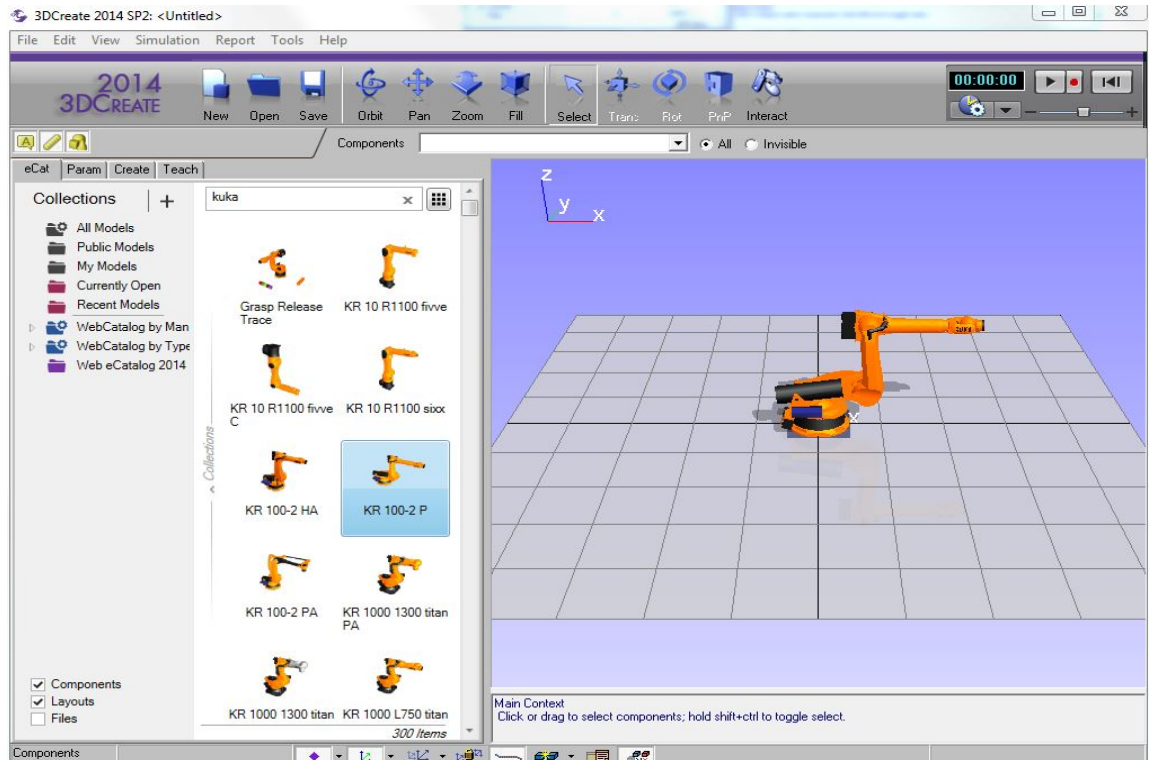 3DCreate 2014 SP2: <Untitled>
File Edit View Simulation Report Tools Help
2014
3DCREATE
New Open Save Orbit Pan Zoom Fill Select Trans Rot PnP Interact
00:00:00
Components All Invisible
eCat Param Create Teach
Collections +
kuka
All Models
Public Models
My Models
Currently Open
Recent Models
WebCatalog by Man
WebCatalog by Type
Web eCatalog 2014
Collections
Grasp Release
Trace
KR 10 R1100 fivve
KR 10 R1100 fivve
C
KR 10 R1100 sixx
KR 100-2 HA
KR 100-2 P
KR 100-2 PA
KR 1000 1300 titan
PA
KR 1000 1300 titan
KR 1000 L750 titan
300 Items
Components
Layouts
Files
z
y
x
x
Main Context
Click or drag to select components; hold shift+ctrl to toggle select.
Components